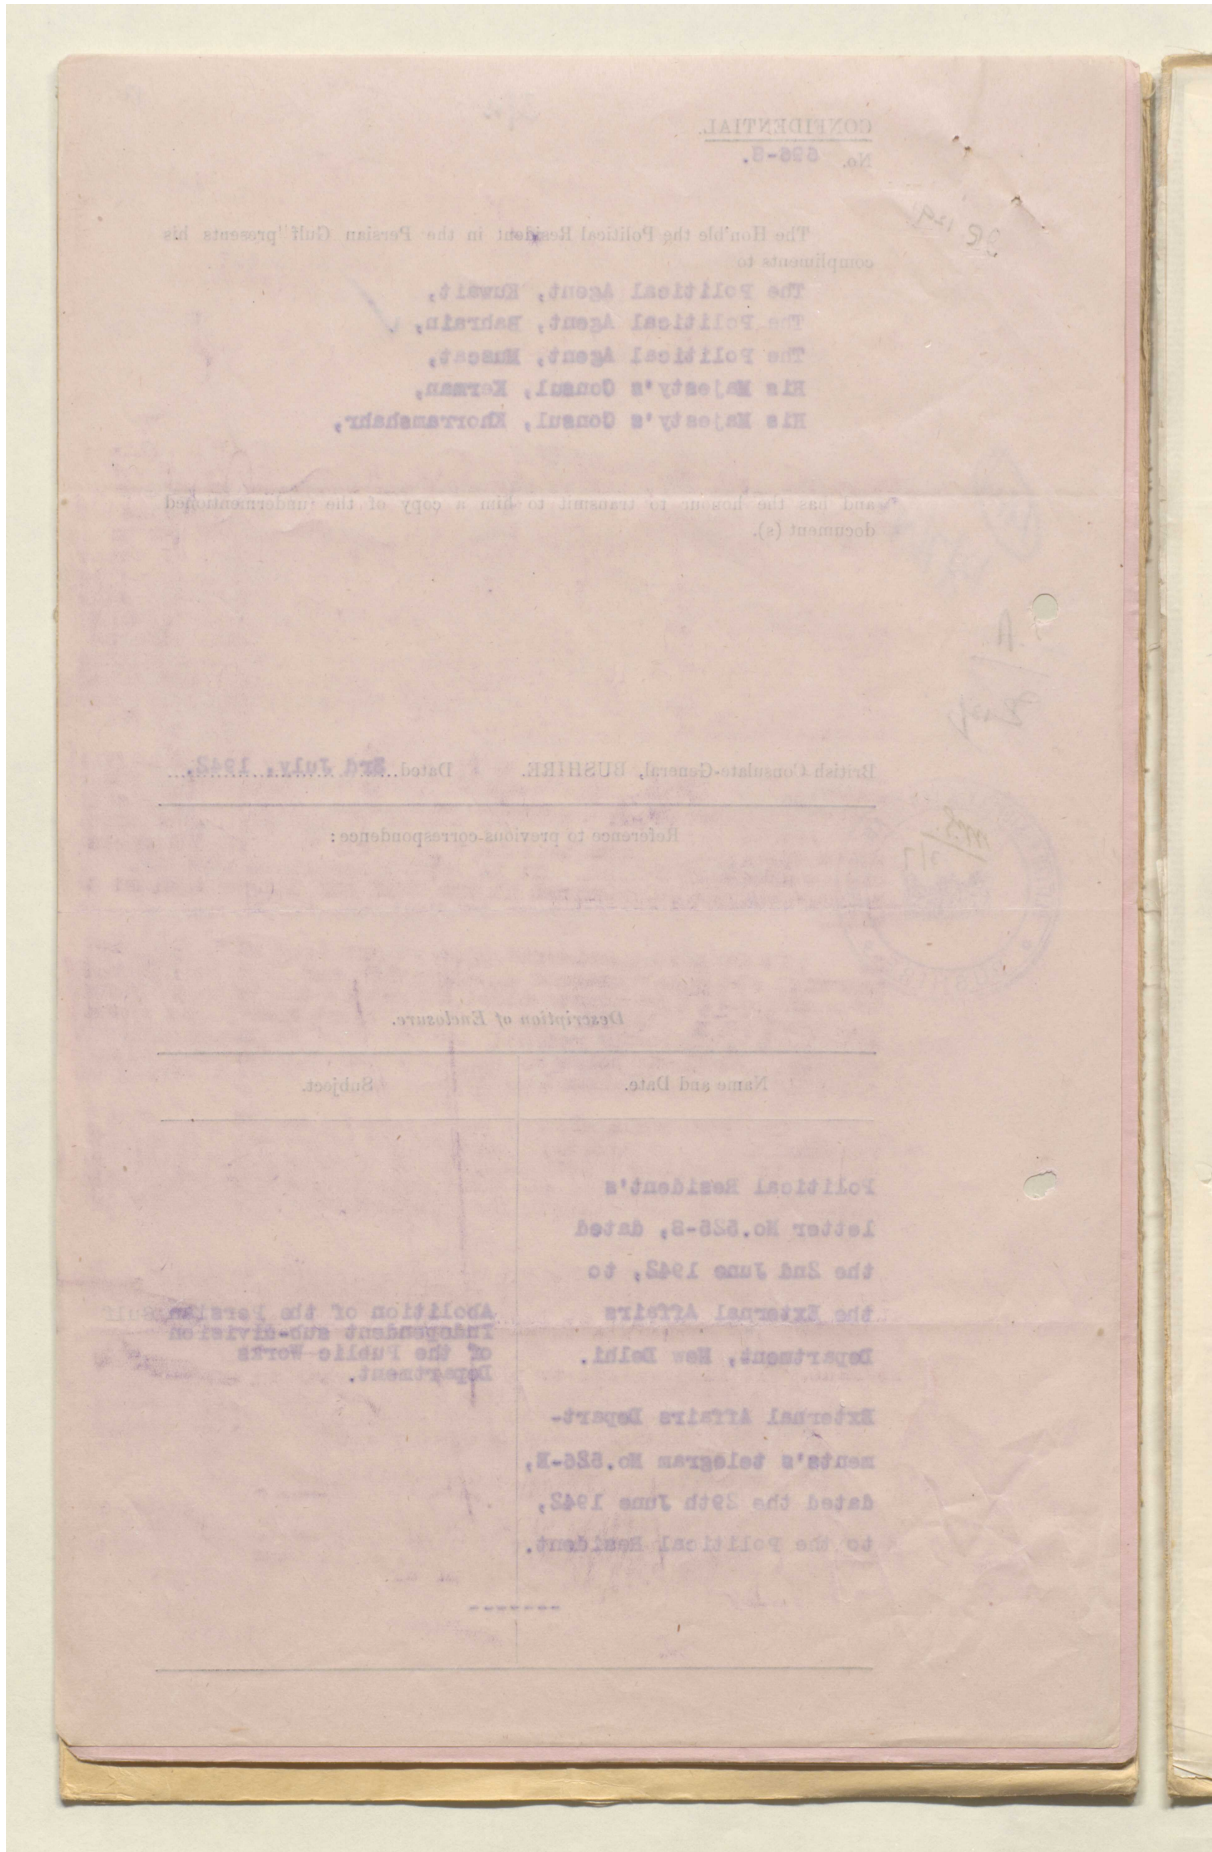 CONFIDENTIAL.
No. 696-S.
The Hon'ble the Political Resident in the Persian Gulf presents his
compliments to
The Political Agent, Kuwait,
The Political Agent, Bahrain,
The Political Agent, Muscat,
His Majesty's Consul, Kerman,
His Majesty's Consul, Khorramshahr,
and has the honour to transmit to him a copy of the undermentioned
document (s).
British Consulate-General, BUSHIRE. Dated 3rd July, 1942,
Reference to previous correspondence:
Description of Enclosure.
Name and Date. Subject.
Political Resident's
letter No.525-S, dated
the 2nd June 1942, to
the External Affairs
Department, New Delhi.
Abolition of the Persian Gulf
Independent sub-division
of the Public Works
Department.
External Affairs Depart-
ments's telegram No.526-N,
dated the 29th June 1942,
to the Political Resident.
-------